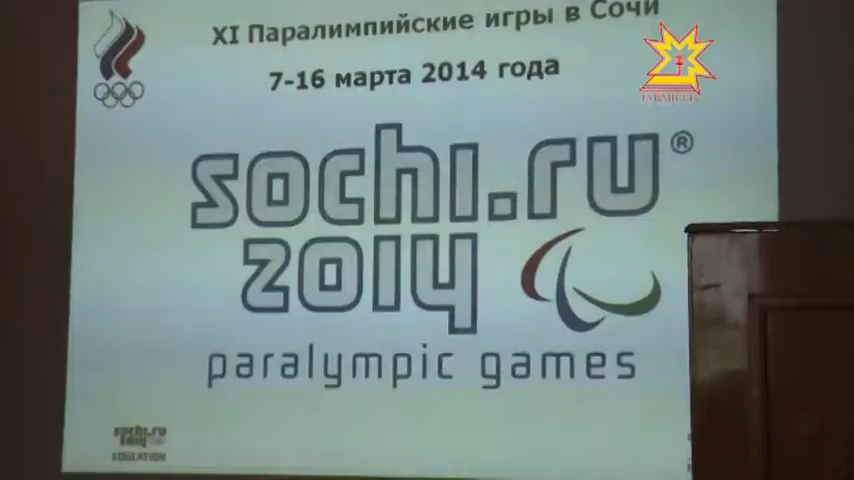 XI Паралимпийские игры в Сочи
7-16 марта 2014 года
sochi.ru®
2014
paralympic games
sochi.ru
2014
EDUCATION